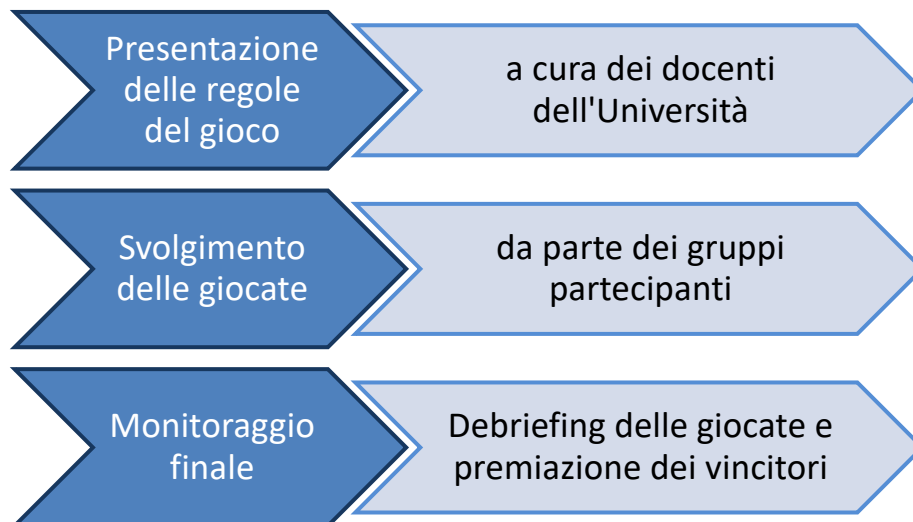 Presentazione
delle regole
del gioco
a cura dei docenti
dell'Università
Svolgimento
delle giocate
da parte dei gruppi
partecipanti
Monitoraggio
finale
Debriefing delle giocate e
premiazione dei vincitori